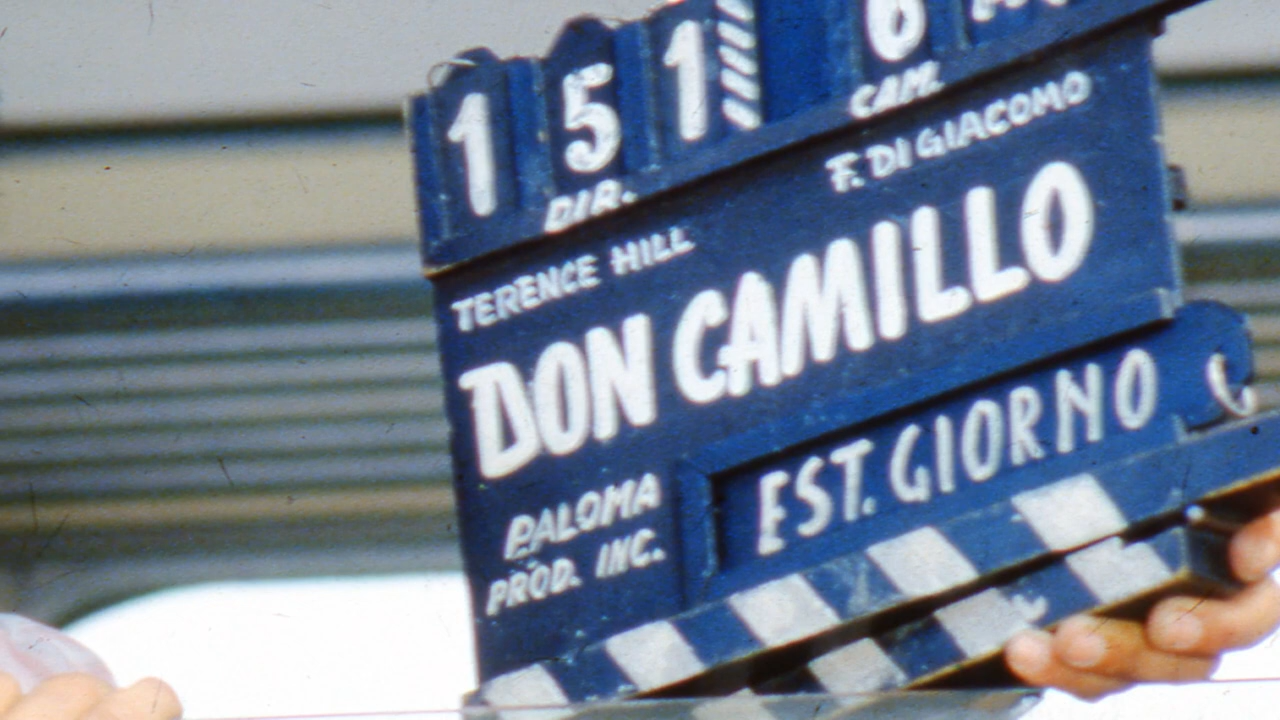 1 5 1 6
DIR. CAM.
TERENCE HILL F. DI GIACOMO
DON CAMILLO
PALOMA
PROD. INC.
EST. GIORNO